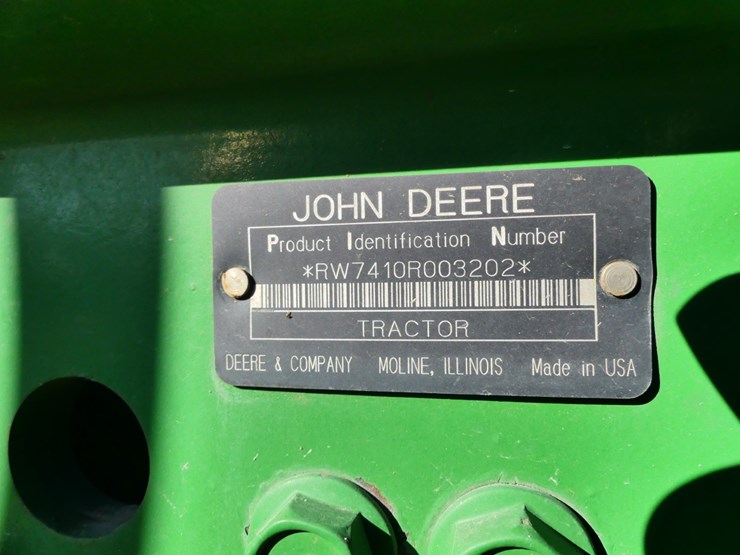 JOHN DEERE
Product Identification Number
*RW7410R003202*
TRACTOR
DEERE & COMPANY MOLINE, ILLINOIS Made in USA